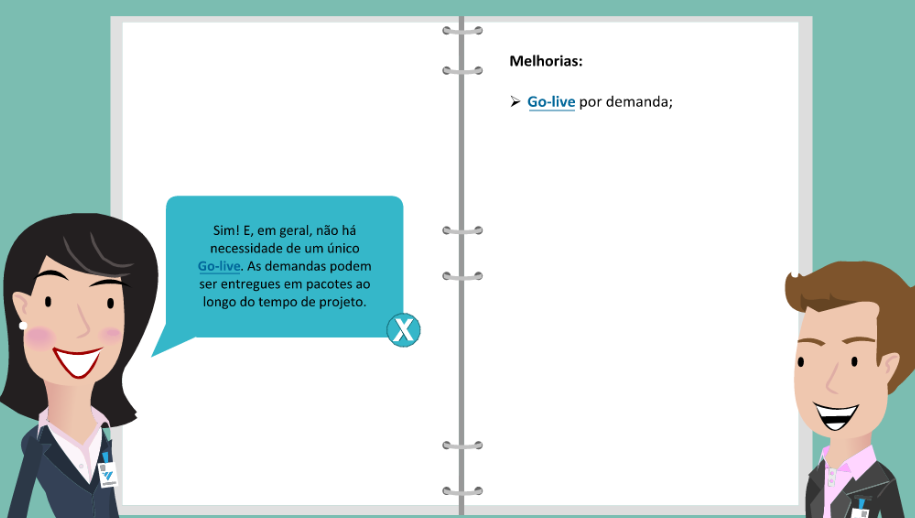 Melhorias:
➢ Go-live por demanda;
Sim! E, em geral, não há
necessidade de um único
Go-live. As demandas podem
ser entregues em pacotes ao
longo do tempo de projeto.
X